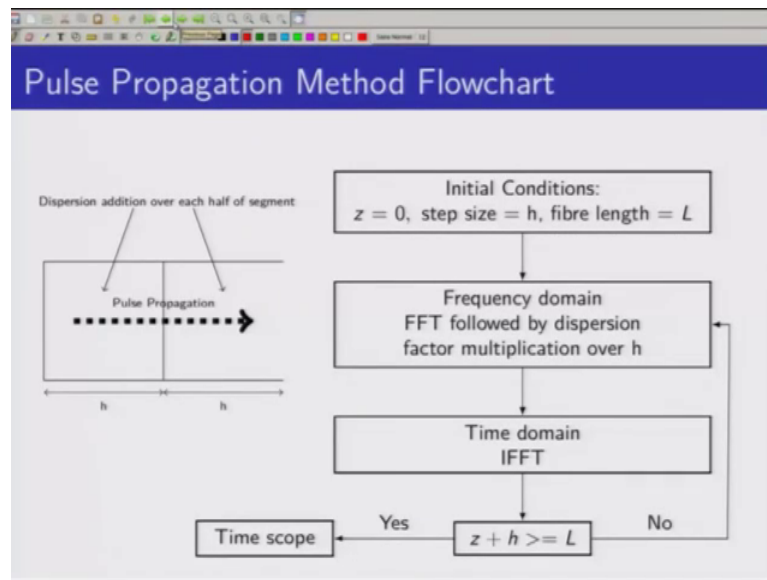 Pulse Propagation Method Flowchart
Dispersion addition over each half of segment
Pulse Propagation
h
h
Initial Conditions:
z = 0, step size = h, fibre length = L
Frequency domain
FFT followed by dispersion
factor multiplication over h
Time domain
IFFT
z + h >= L
Yes
No
Time scope